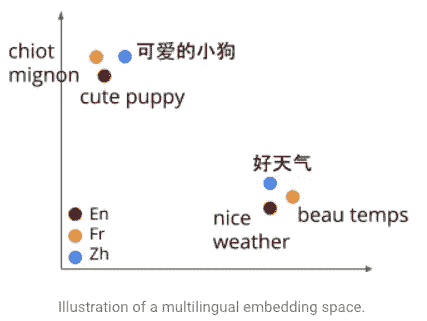 chiot
mignon
可爱的小狗
cute puppy
好天气
nice
weather
beau temps
En
Fr
Zh
Illustration of a multilingual embedding space.